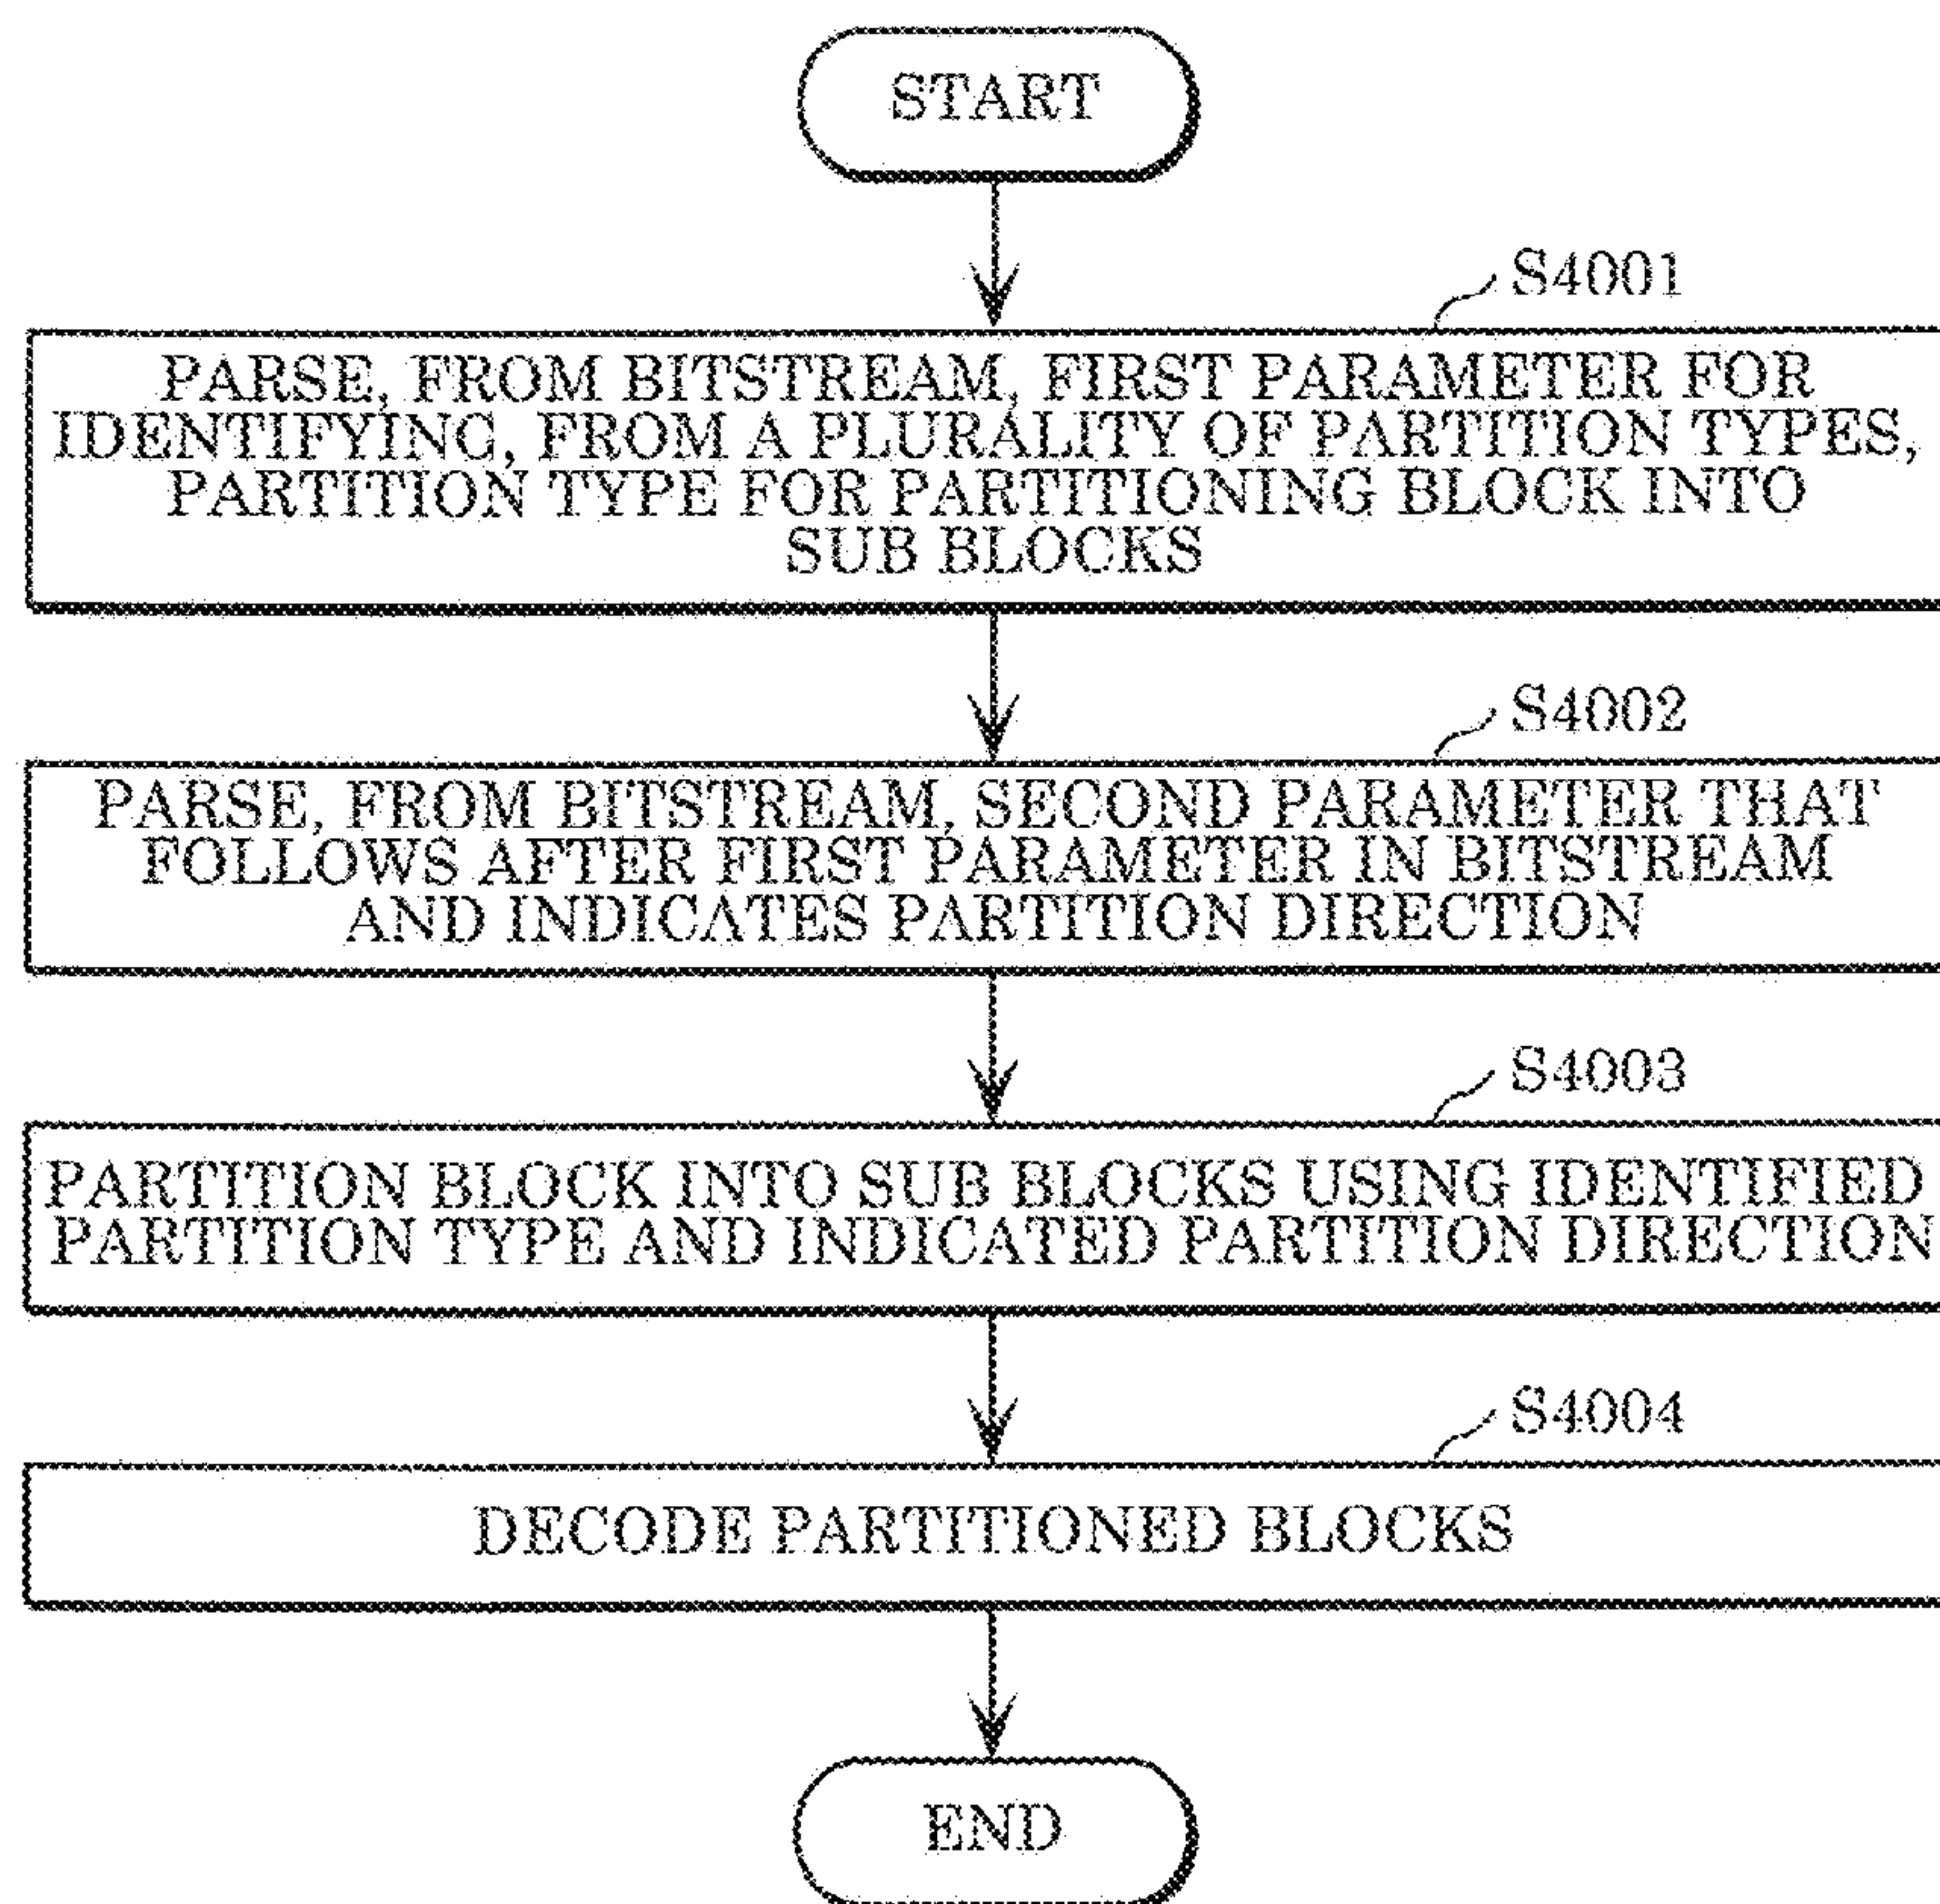 START
S4001
PARSE, FROM BITSTREAM, FIRST PARAMETER FOR
IDENTIFYING, FROM A PLURALITY OF PARTITION TYPES,
PARTITION TYPE FOR PARTITIONING BLOCK INTO
SUB BLOCKS
S4002
PARSE, FROM BITSTREAM, SECOND PARAMETER THAT
FOLLOWS AFTER FIRST PARAMETER IN BITSTREAM
AND INDICATES PARTITION DIRECTION
S4003
PARTITION BLOCK INTO SUB BLOCKS USING IDENTIFIED
PARTITION TYPE AND INDICATED PARTITION DIRECTION
S4004
DECODE PARTITIONED BLOCKS
END